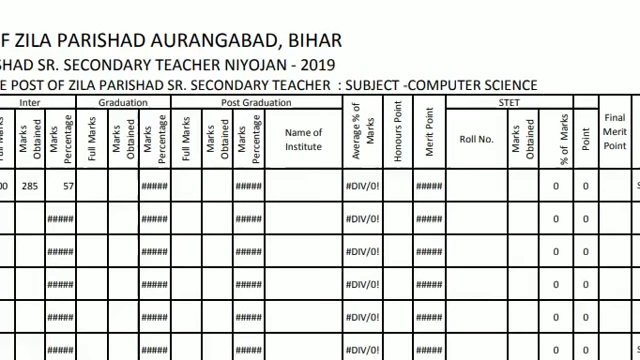 F ZILA PARISHAD AURANGABAD, BIHAR
SHAD SR. SECONDARY TEACHER NIYOJAN - 2019
E POST OF ZILA PARISHAD SR. SECONDARY TEACHER : SUBJECT -COMPUTER SCIENCE
Inter Graduation Post Graduation STET
Full Marks Marks Obtained Marks Percentage Full Marks Marks Obtained Marks Percentage Full Marks Marks Obtained Marks Percentage Name of Institute Average % of Marks Honours Point Merit Point Roll No. Marks Obtained % of Marks Point Final Merit Point
00 285 57 ##### ##### #DIV/0! ##### 0 0 S
##### ##### ##### #DIV/0! ##### 0 0
##### ##### ##### #DIV/0! ##### 0 0
##### ##### ##### #DIV/0! ##### 0 0
##### ##### ##### #DIV/0! ##### 0 0
##### ##### ##### #DIV/0! ##### 0 0 S